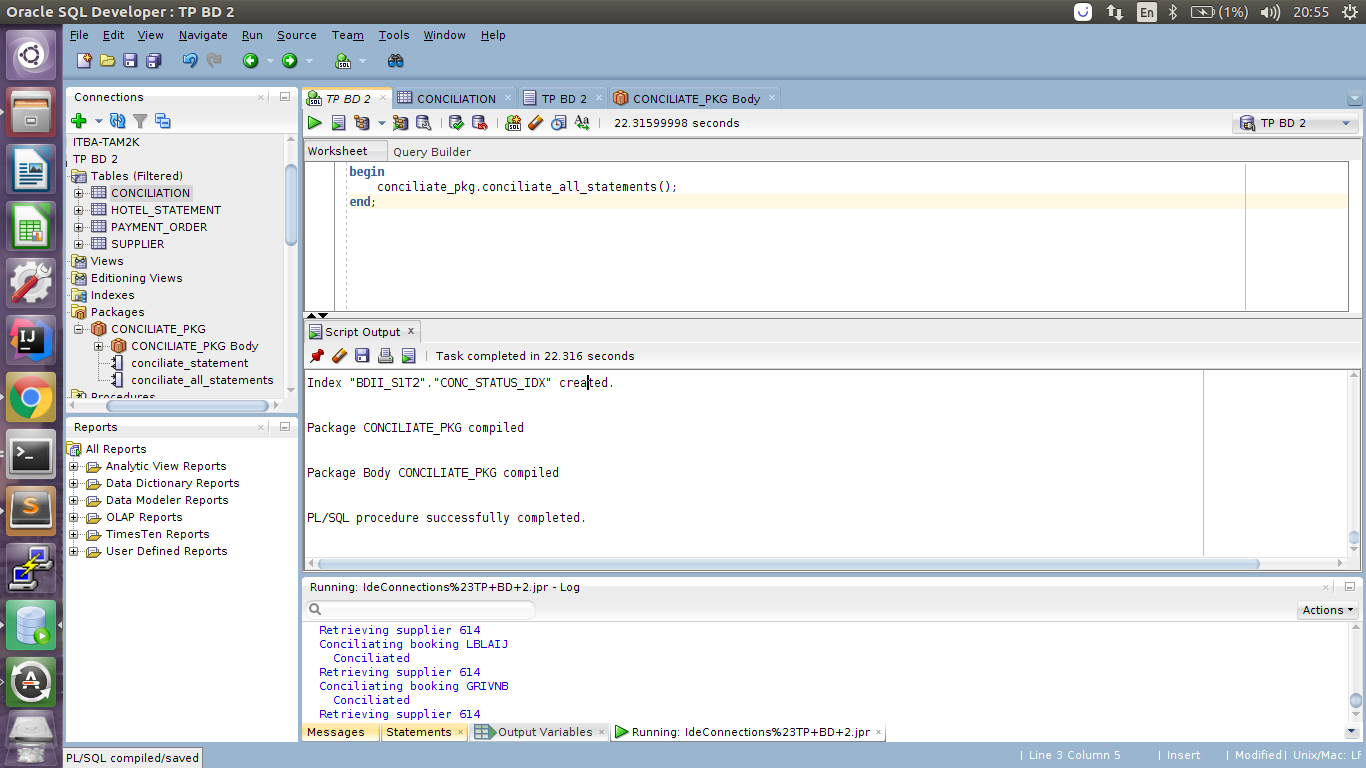 Oracle SQL Developer : TP BD 2
En
(1%)
20:55
File Edit View Navigate Run Source Team Tools Window Help
Connections
ITBA-TAM2K
TP BD 2
Tables (Filtered)
CONCILIATION
HOTEL_STATEMENT
PAYMENT_ORDER
SUPPLIER
Views
Editioning Views
Indexes
Packages
CONCILIATE_PKG
CONCILIATE_PKG Body
conciliate_statement
conciliate_all_statements
Procedures
Reports
All Reports
Analytic View Reports
Data Dictionary Reports
Data Modeler Reports
OLAP Reports
TimesTen Reports
User Defined Reports
TP BD 2
CONCILIATION
TP BD 2
CONCILIATE_PKG Body
22.31599998 seconds
TP BD 2
Worksheet
Query Builder
begin
conciliate_pkg.conciliate_all_statements();
end;
Script Output
Task completed in 22.316 seconds
Index "BDII_S1T2"."CONC_STATUS_IDX" created.
Package CONCILIATE_PKG compiled
Package Body CONCILIATE_PKG compiled
PL/SQL procedure successfully completed.
Running: IdeConnections%23TP+BD+2.jpr - Log
Actions
Retrieving supplier 614
Conciliating booking LBLAIJ
Conciliated
Retrieving supplier 614
Conciliating booking GRIVNB
Conciliated
Retrieving supplier 614
Messages
Statements
Output Variables
Running: IdeConnections%23TP+BD+2.jpr
PL/SQL compiled/saved
Line 3 Column 5
Insert
Modified
Unix/Mac: LF